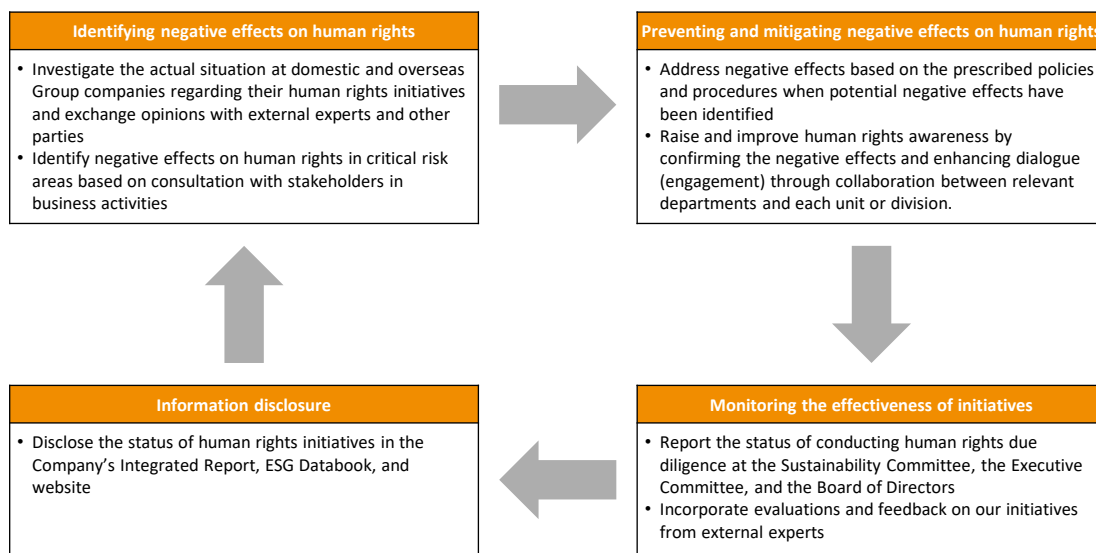 Identifying negative effects on human rights
• Investigate the actual situation at domestic and overseas
Group companies regarding their human rights initiatives
and exchange opinions with external experts and other
parties
• Identify negative effects on human rights in critical risk
areas based on consultation with stakeholders in
business activities
Preventing and mitigating negative effects on human rights
• Address negative effects based on the prescribed policies
and procedures when potential negative effects have
been identified
• Raise and improve human rights awareness by
confirming the negative effects and enhancing dialogue
(engagement) through collaboration between relevant
departments and each unit or division.
Information disclosure
• Disclose the status of human rights initiatives in the
Company's Integrated Report, ESG Databook, and
website
Monitoring the effectiveness of initiatives
• Report the status of conducting human rights due
diligence at the Sustainability Committee, the Executive
Committee, and the Board of Directors
• Incorporate evaluations and feedback on our initiatives
from external experts